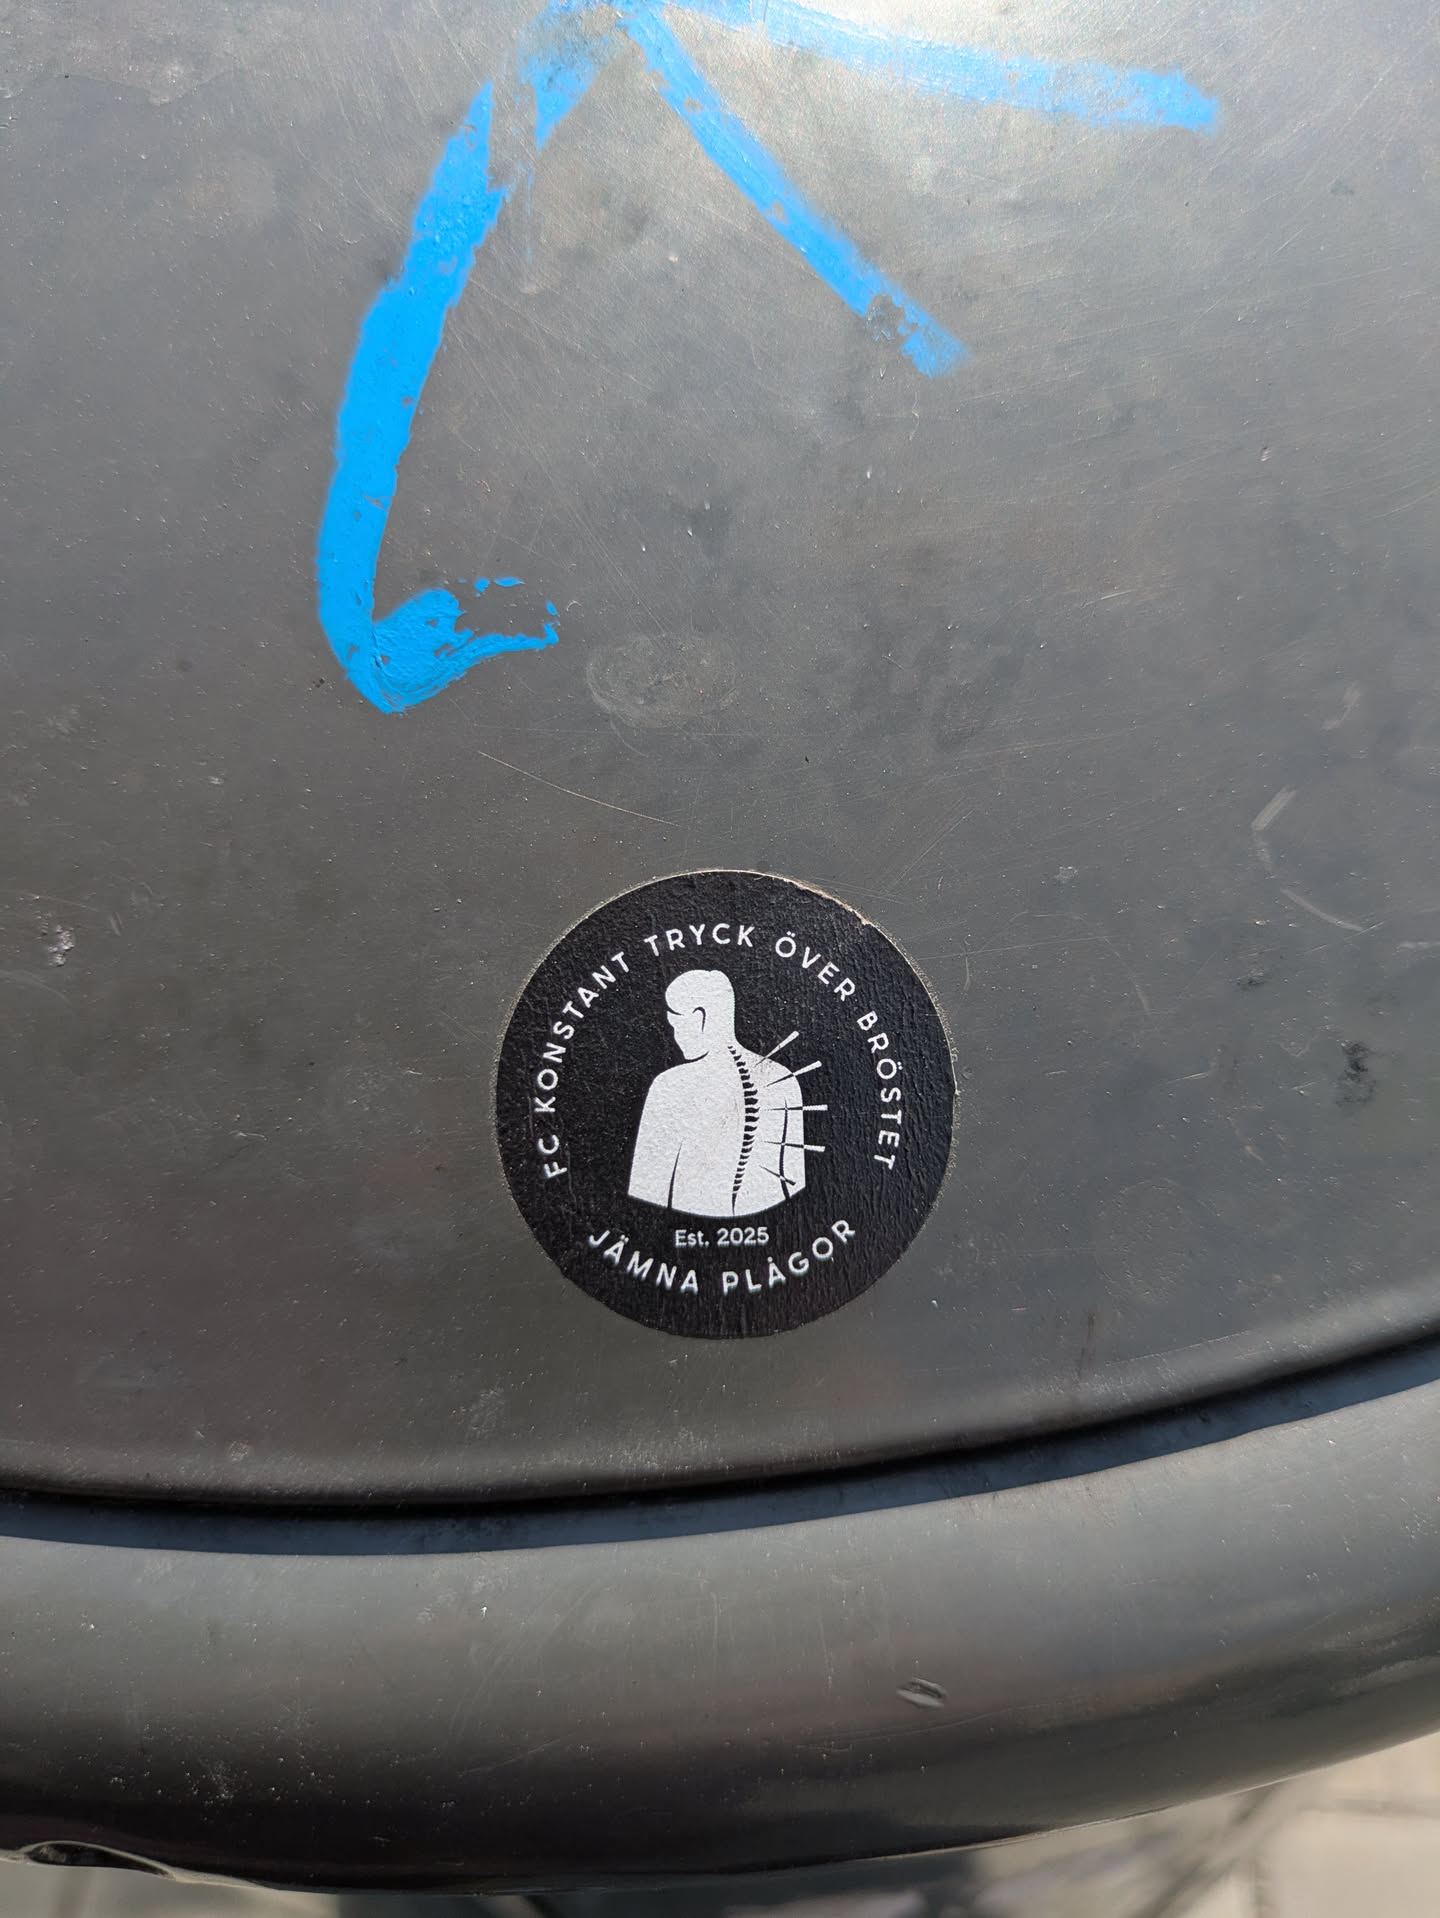 FC KONSTANT TRYCK ÖVER BRÖSTET
Est. 2025
JÄMNA PLÅGOR